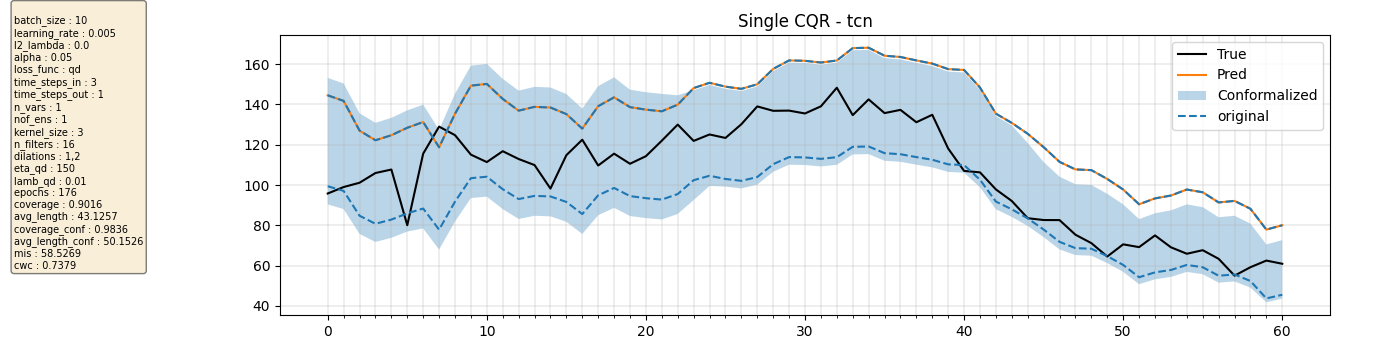 batch_size : 10
learning_rate : 0.005
l2_lambda : 0.0
alpha : 0.05
loss_func : qd
time_steps_in : 3
time_steps_out : 1
n_vars : 1
nof_ens : 1
kernel_size : 3
n_filters : 16
dilations : 1,2
eta_qd : 150
lamb_qd : 0.01
epochs : 176
coverage : 0.9016
avg_length : 43.1257
coverage_conf : 0.9836
avg_length_conf : 50.1526
mis : 58.5269
cwc : 0.7379
Single CQR - tcn
160
140
120
100
80
60
40
True
Pred
Conformalized
original
0 10 20 30 40 50 60